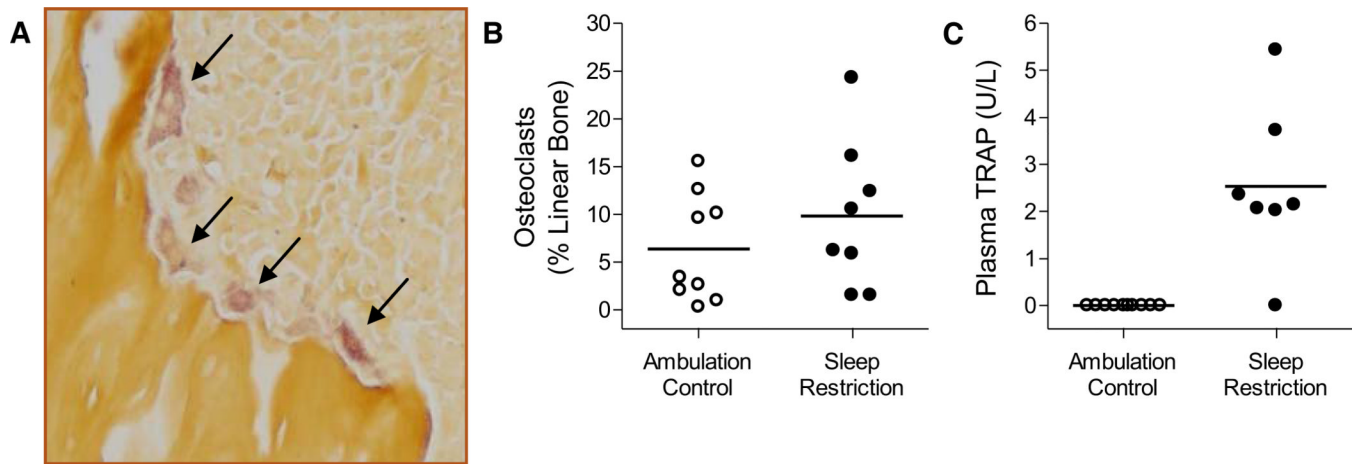 A
B
Osteoclasts
(% Linear Bone)
30
25
20
15
10
5
0
Ambulation
Control
Sleep
Restriction
C
Plasma TRAP (U/L)
6
5
4
3
2
1
0
Ambulation
Control
Sleep
Restriction